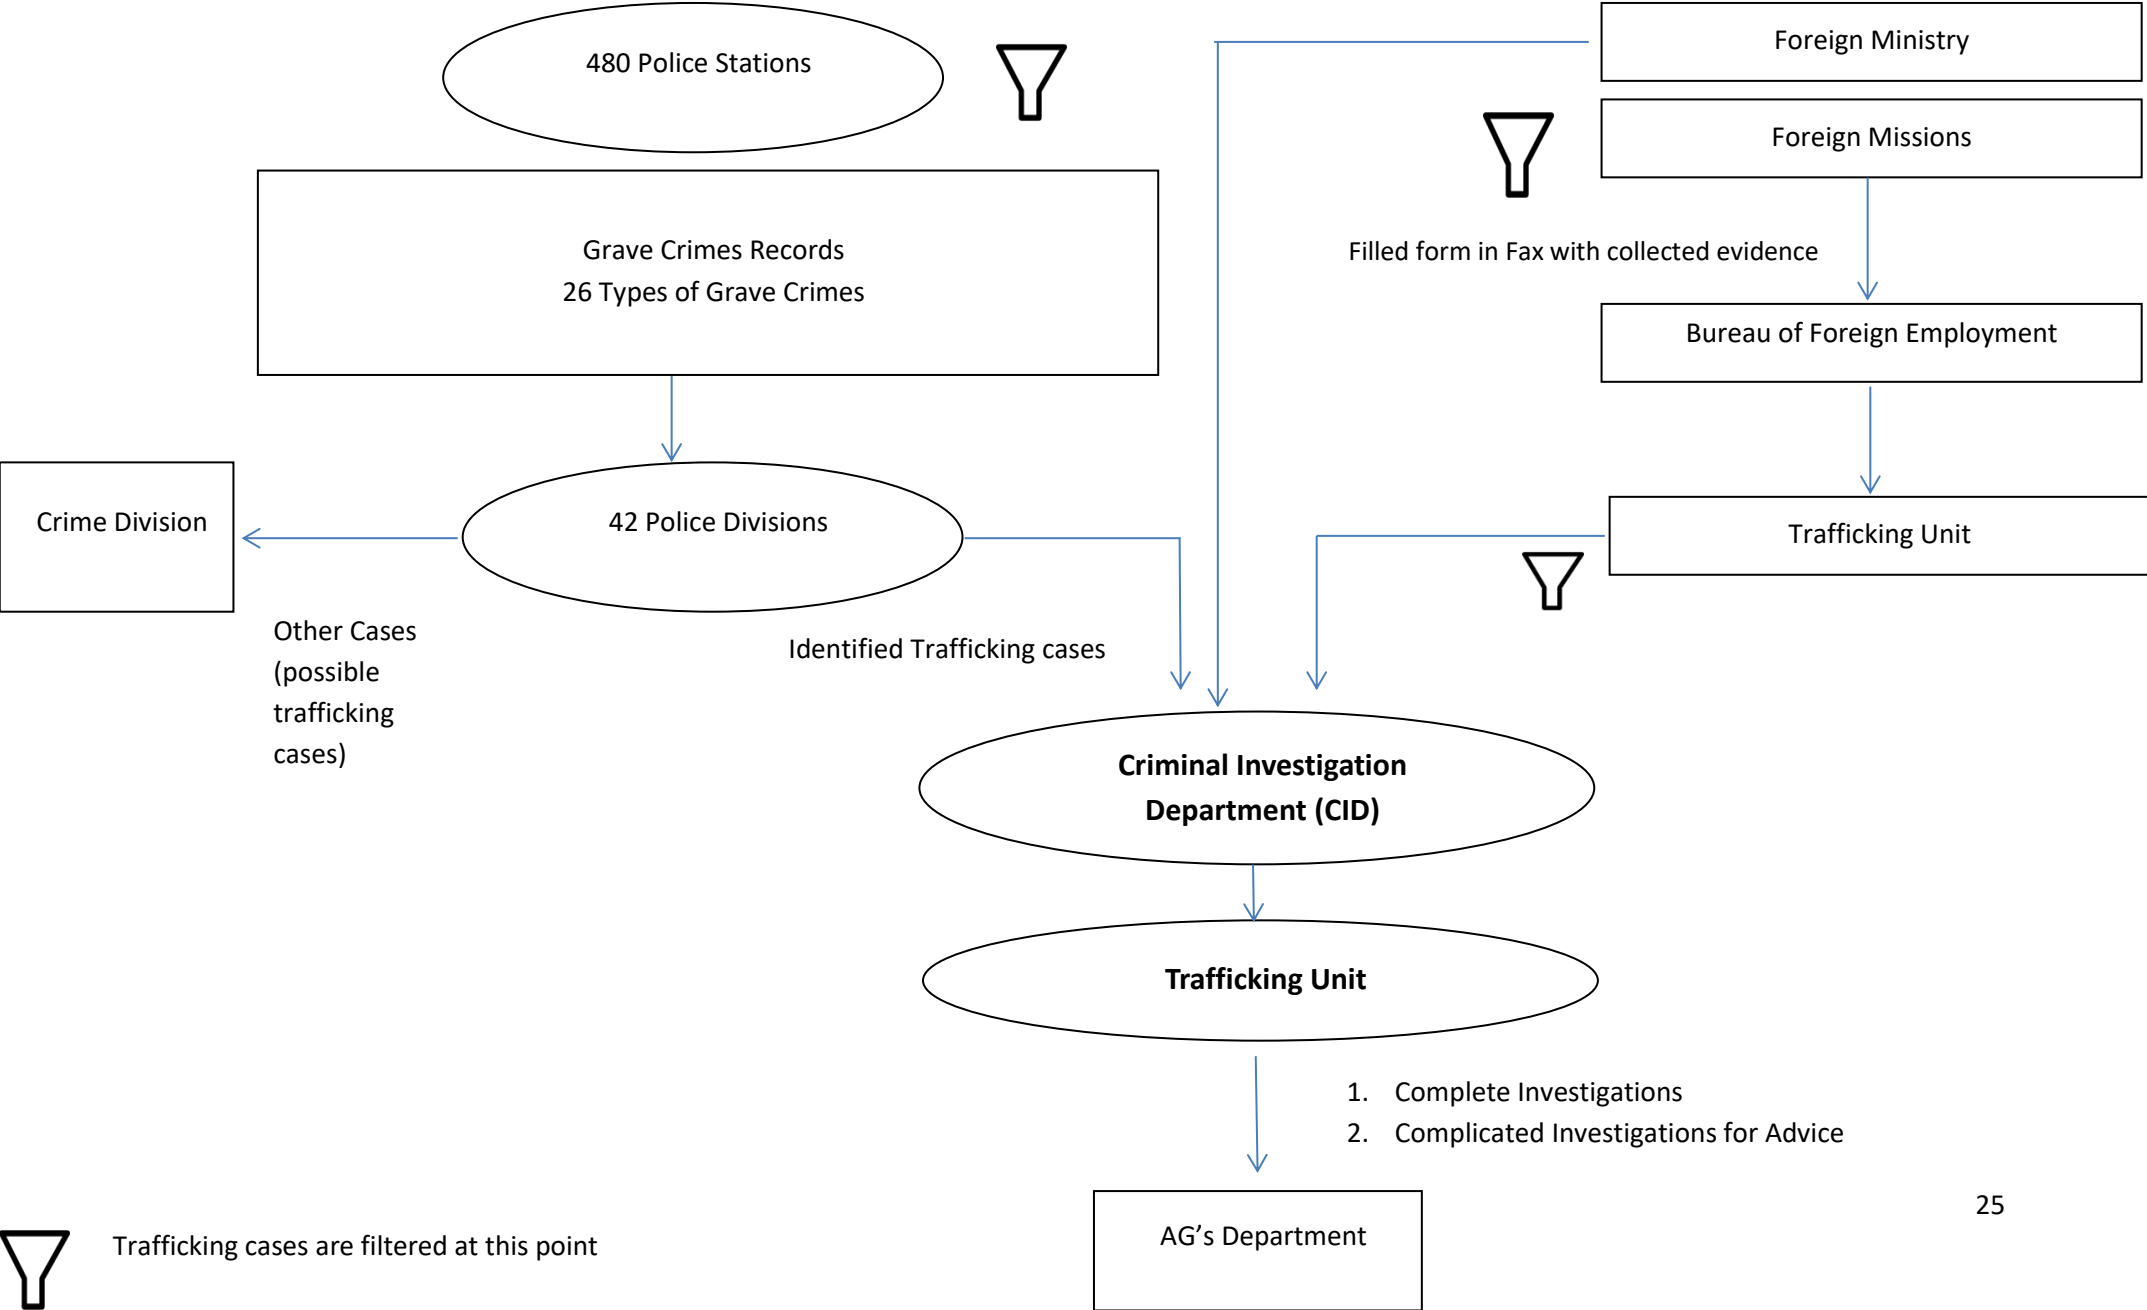 480 Police Stations
Foreign Ministry
Foreign Missions
Grave Crimes Records
26 Types of Grave Crimes
Filled form in Fax with collected evidence
Bureau of Foreign Employment
Crime Division
42 Police Divisions
Trafficking Unit
Other Cases
(possible
trafficking
cases)
Identified Trafficking cases
Criminal Investigation
Department (CID)
Trafficking Unit
1. Complete Investigations
2. Complicated Investigations for Advice
AG’s Department
25
Trafficking cases are filtered at this point